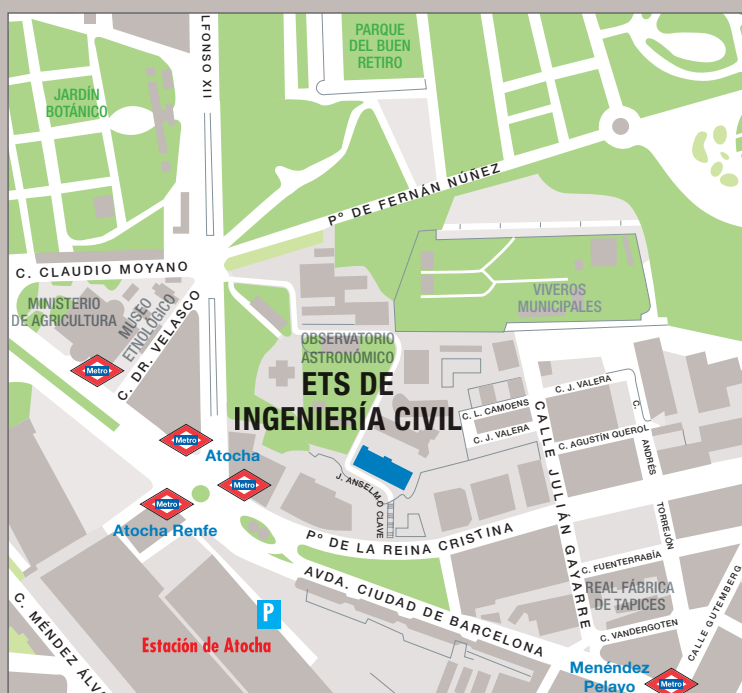 LFONSO XII
PARQUE
DEL BUEN
RETIRO
JARDÍN
BOTÁNICO
Pº DE FERNÁN NÚÑEZ
C. CLAUDIO MOYANO
MINISTERIO
DE AGRICULTURA
MUSEO
ETNOLÓGICO
C. DR. VELASCO
VIVEROS
MUNICIPALES
OBSERVATORIO
ASTRONÓMICO
ETS DE
INGENIERÍA CIVIL
Metro
C. J. VALERA
C. L. CAMOENS
C. J. VALERA
C. AGUSTÍN QUEROL
C. ANDRÉS TORREJÓN
CALLE JULIÁN GAYARRE
Metro
Atocha
Metro
Metro
Atocha Renfe
J. ANSELMO CLAVE
Pº DE LA REINA CRISTINA
C. FUENTERRABÍA
REAL FÁBRICA
DE TAPICES
AVDA. CIUDAD DE BARCELONA
C. VANDERGOTEN
CALLE GUTEMBERG
P
Estación de Atocha
C. MÉNDEZ ÁLVA
Menéndez
Pelayo
Metro